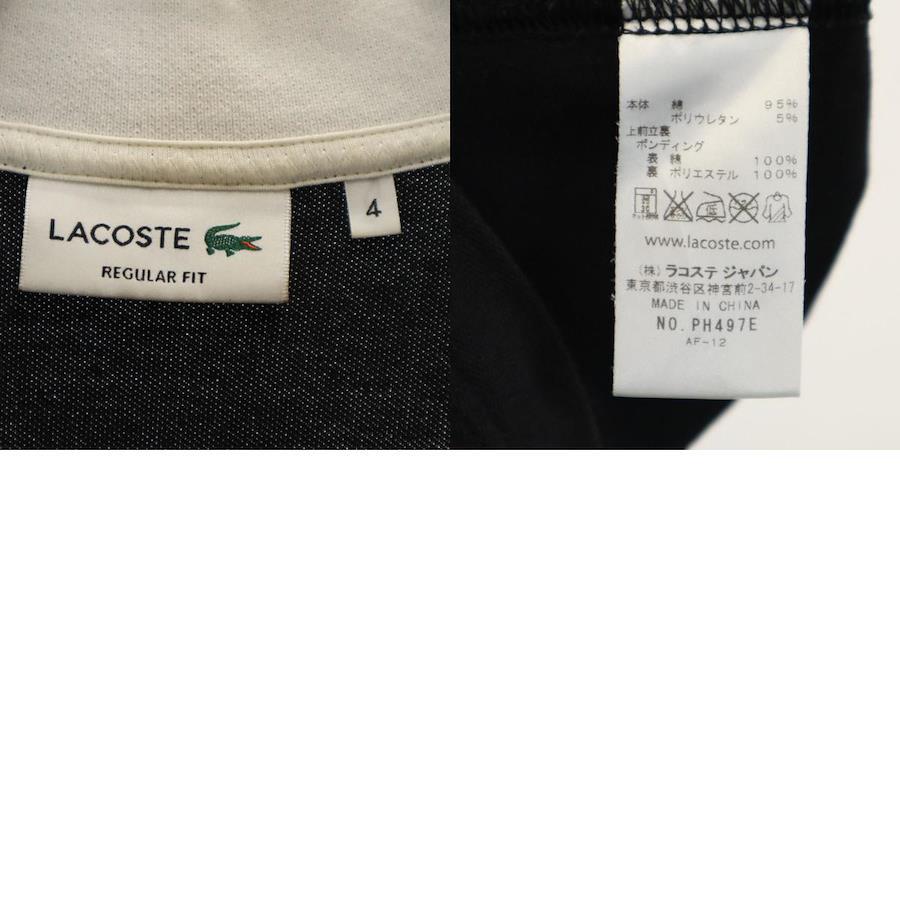 LACOSTE
REGULAR FIT
4
本体 綿 95%
ポリウレタン 5%
上前立裏
ボンディング
表 綿 100%
裏 ポリエステル 100%
www.lacoste.com
(株)ラコステ ジャパン
東京都渋谷区神宮前2-34-17
MADE IN CHINA
NO. PH497E
AF-12